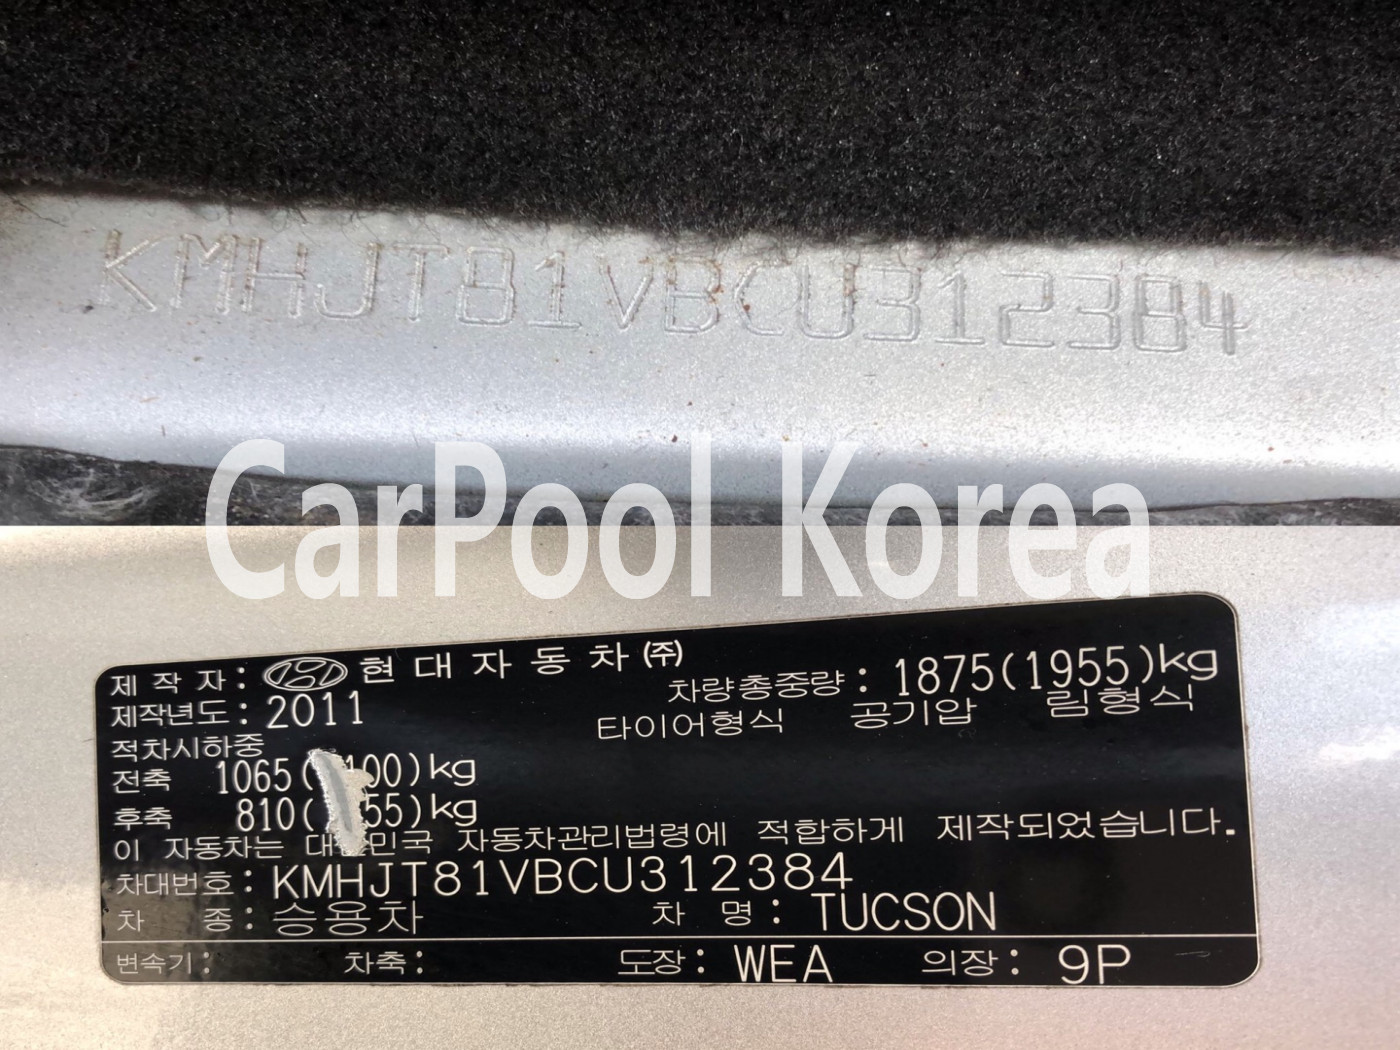 KMHJT81VBCU312384
CarPool Korea
제 작 자 : 현 대 자 동 차 ㈜
제작년도 : 2011
차량총중량 : 1875(1955)kg
타이어형식 공기압 림형식
적차시하중
전축 1065( 100)kg
후축 810( 55)kg
이 자동차는 대한민국 자동차관리법령에 적합하게 제작되었습니다.
차대번호 : KMHJT81VBCU312384
차 종 : 승용차 차 명 : TUCSON
변속기 : 차축 : 도장 : WEA 의장 : 9P